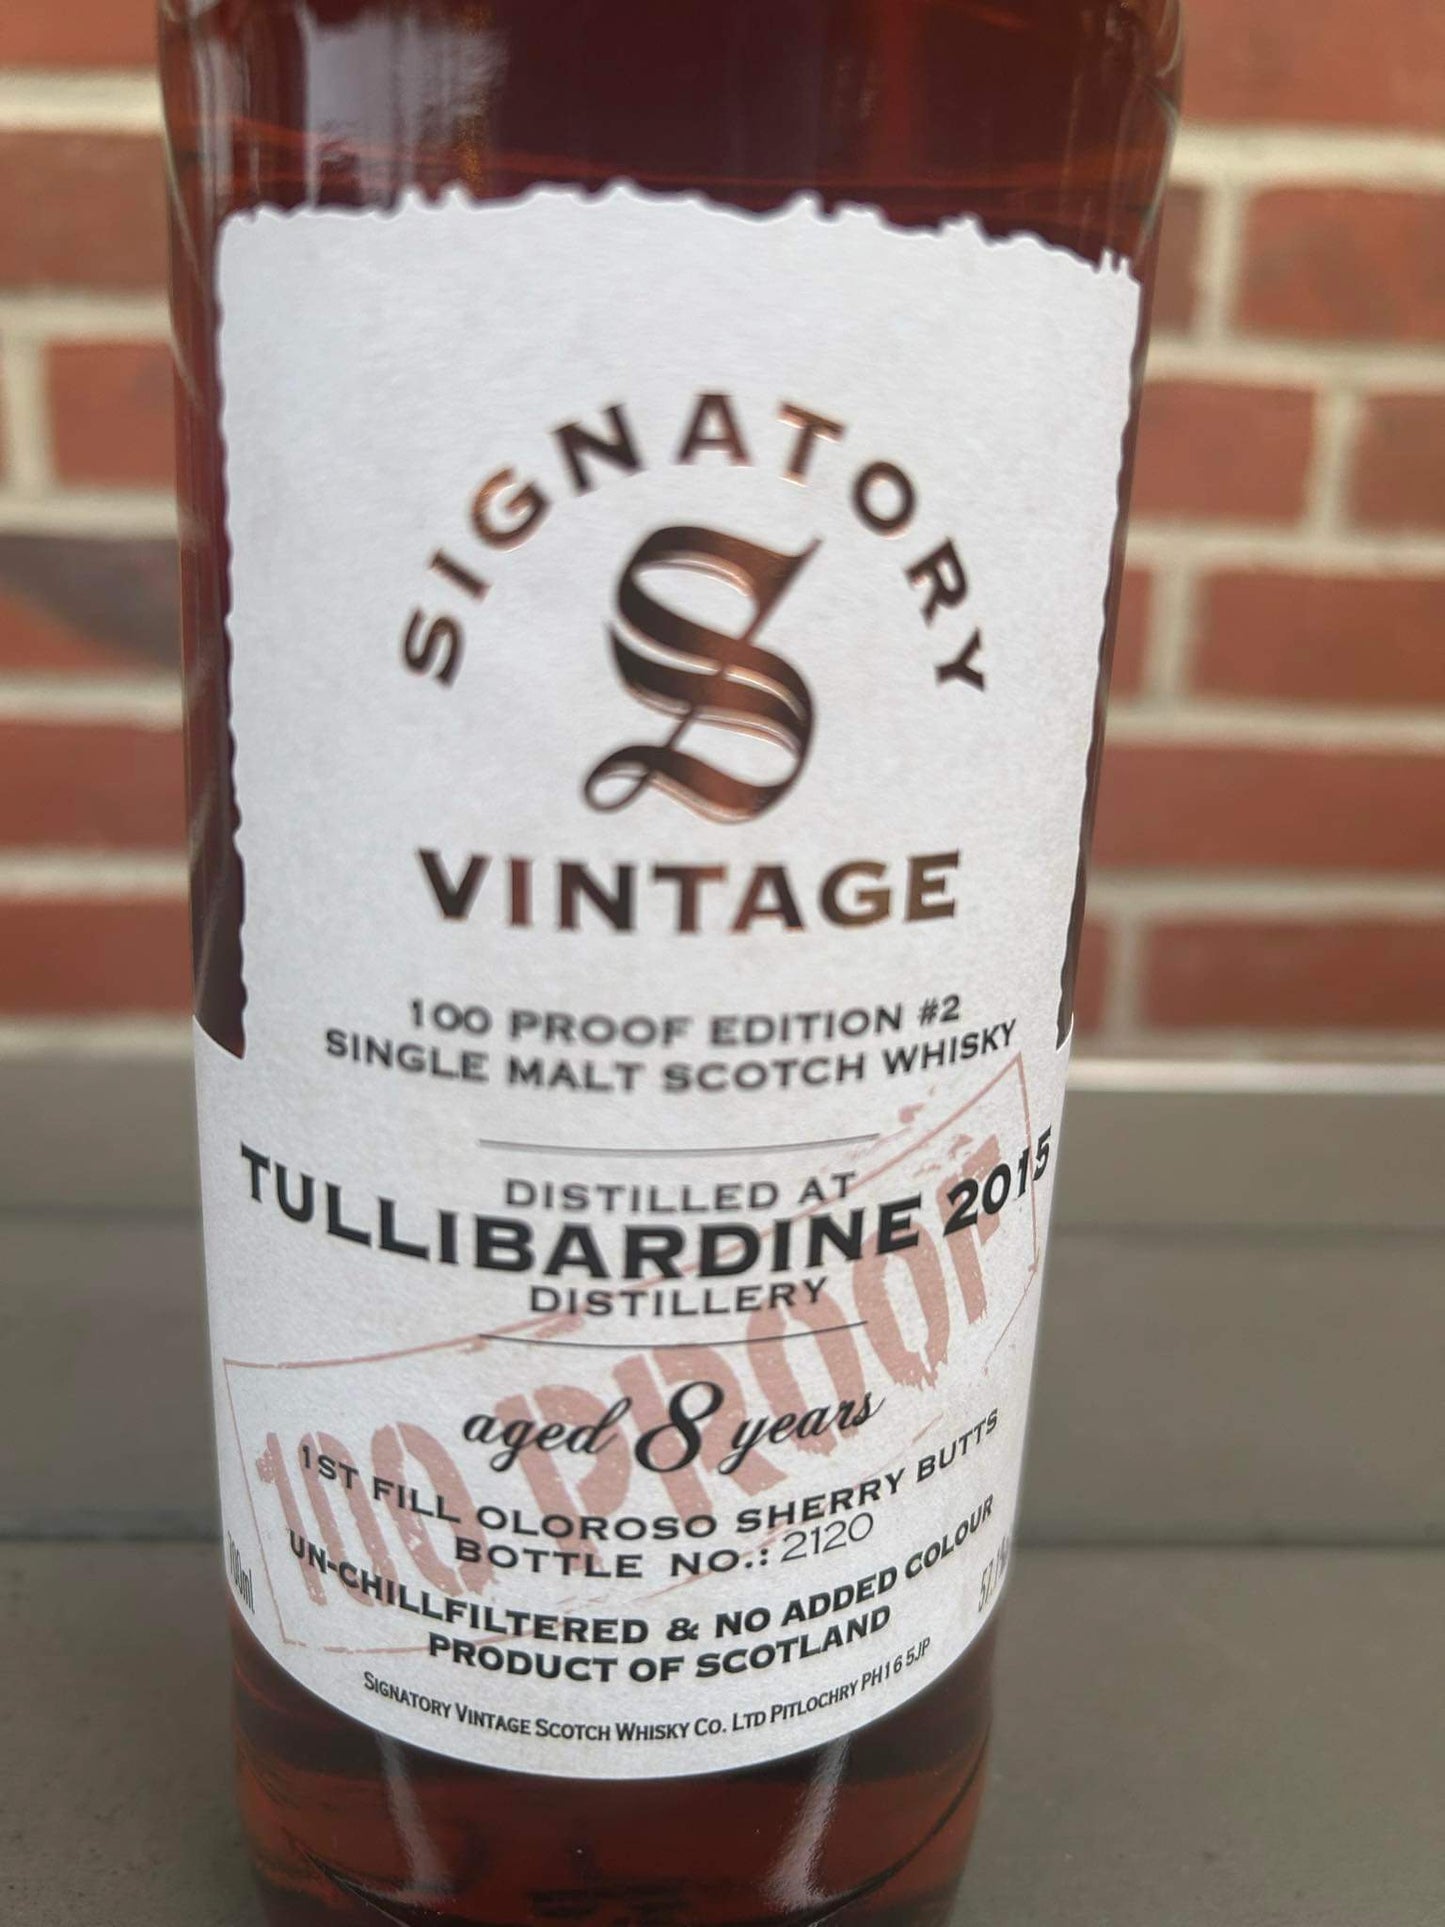 SIGNATORY
S
VINTAGE
100 PROOF EDITION #2
SINGLE MALT SCOTCH WHISKY
DISTILLED AT
TULLIBARDINE 2015
DISTILLERY
100 PROOF
aged 8 years
1ST FILL OLOROSO SHERRY BUTTS
BOTTLE NO.: 2120
UN-CHILLFILTERED & NO ADDED COLOUR
PRODUCT OF SCOTLAND
SIGNATORY VINTAGE SCOTCH WHISKY CO. LTD PITLOCHRY PH16 5JP